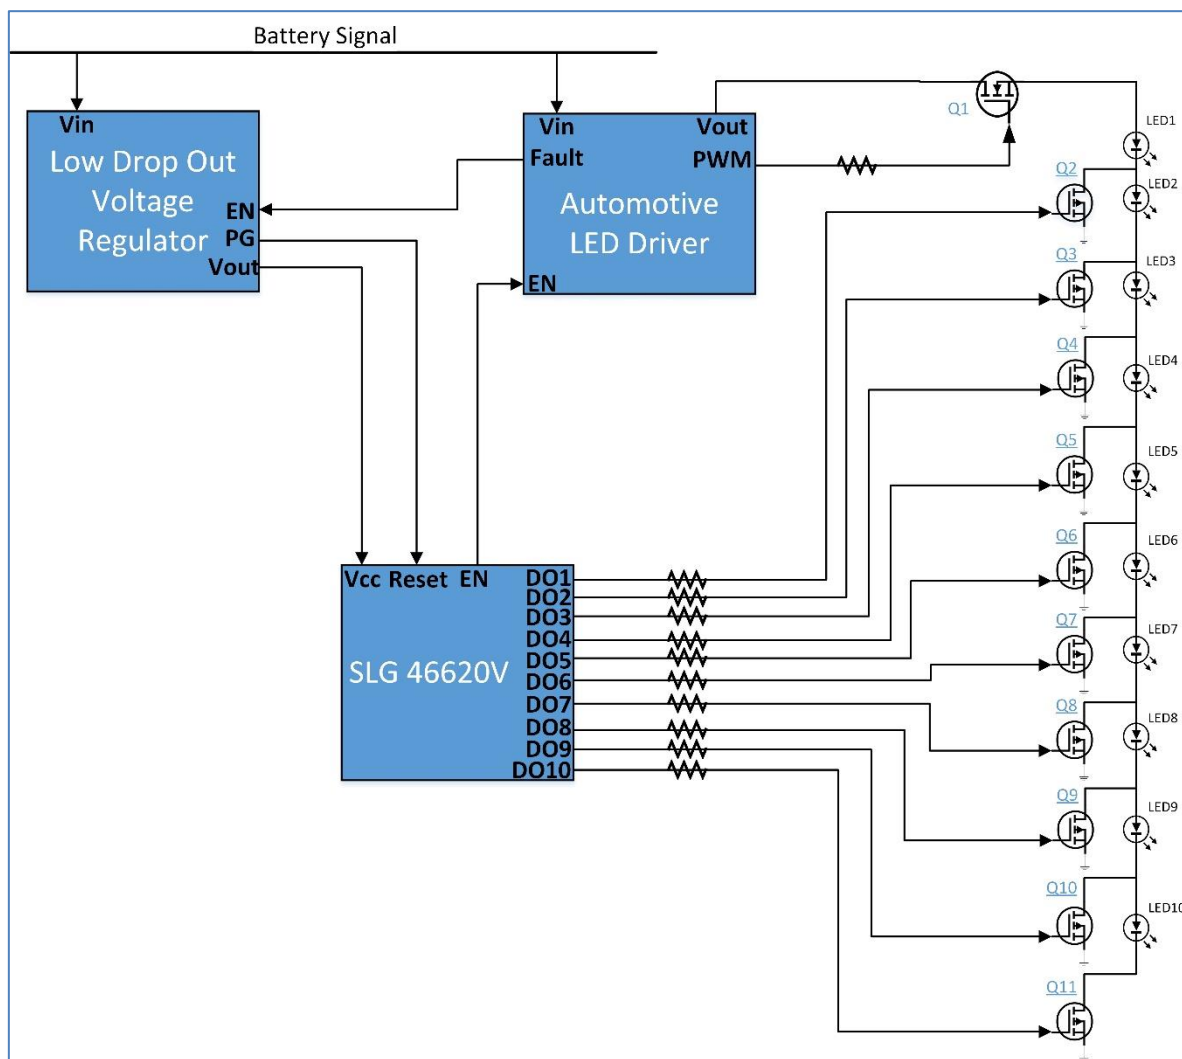 Battery Signal
Vin
Low Drop Out
Voltage
Regulator
EN
PG
Vout
Vin
Fault
Vout
PWM
Automotive
LED Driver
EN
Q1
LED1
Q2
LED2
Q3
LED3
Q4
LED4
Q5
LED5
Q6
LED6
Q7
LED7
Q8
LED8
Q9
LED9
Q10
LED10
Q11
Vcc Reset EN
SLG 46620V
DO1
DO2
DO3
DO4
DO5
DO6
DO7
DO8
DO9
DO10